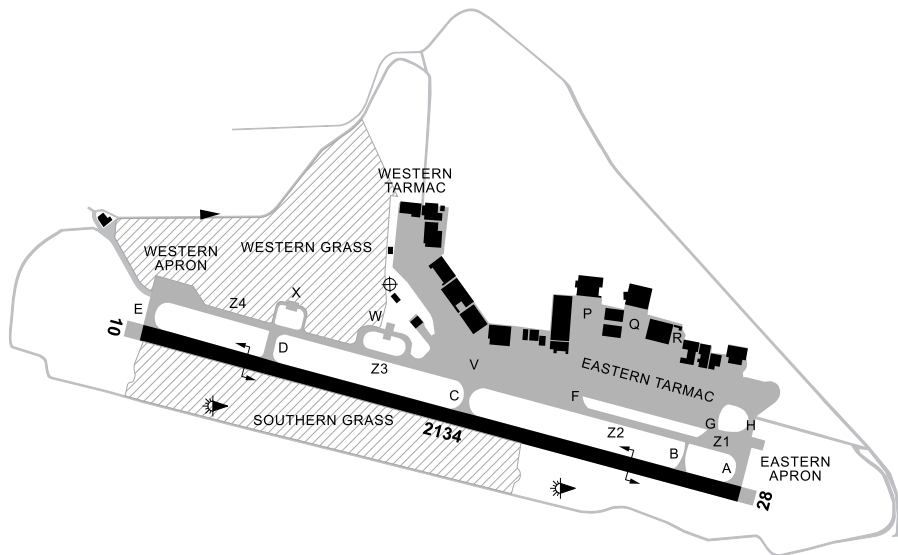 WESTERN
TARMAC
WESTERN GRASS
WESTERN
APRON
X
Z4
E
W
P
Q
R
10
D
Z3
V
EASTERN TARMAC
C
F
G
H
SOUTHERN GRASS
2134
Z2
Z1
B
A
EASTERN
APRON
28